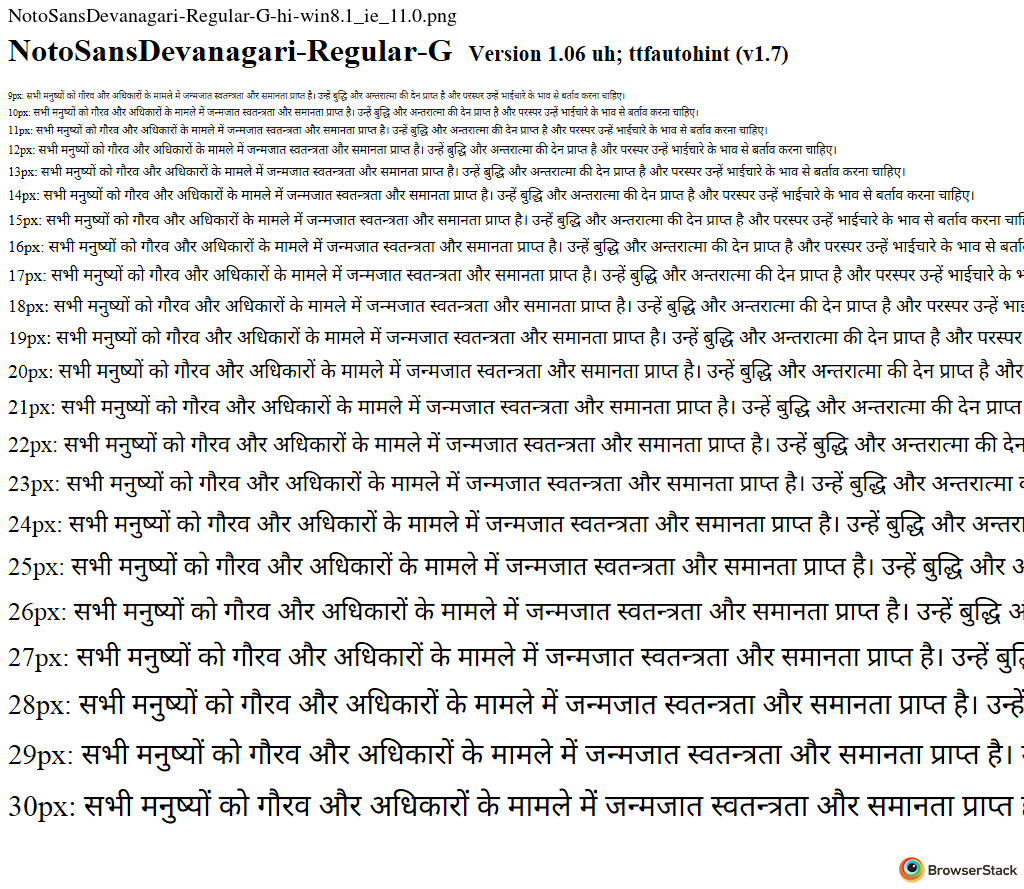 NotoSansDevanagari-Regular-G-hi-win8.1_ie_11.0.png
NotoSansDevanagari-Regular-G Version 1.06 uh; ttfautohint (v1.7)
9px: सभी मनुष्यों को गौरव और अधिकारों के मामले में जन्मजात स्वतन्त्रता और समानता प्राप्त है। उन्हें बुद्धि और अन्तरात्मा की देन प्राप्त है और परस्पर उन्हें भाईचारे के भाव से बर्ताव करना चाहिए।
10px: सभी मनुष्यों को गौरव और अधिकारों के मामले में जन्मजात स्वतन्त्रता और समानता प्राप्त है। उन्हें बुद्धि और अन्तरात्मा की देन प्राप्त है और परस्पर उन्हें भाईचारे के भाव से बर्ताव करना चाहिए।
11px: सभी मनुष्यों को गौरव और अधिकारों के मामले में जन्मजात स्वतन्त्रता और समानता प्राप्त है। उन्हें बुद्धि और अन्तरात्मा की देन प्राप्त है और परस्पर उन्हें भाईचारे के भाव से बर्ताव करना चाहिए।
12px: सभी मनुष्यों को गौरव और अधिकारों के मामले में जन्मजात स्वतन्त्रता और समानता प्राप्त है। उन्हें बुद्धि और अन्तरात्मा की देन प्राप्त है और परस्पर उन्हें भाईचारे के भाव से बर्ताव करना चाहिए।
13px: सभी मनुष्यों को गौरव और अधिकारों के मामले में जन्मजात स्वतन्त्रता और समानता प्राप्त है। उन्हें बुद्धि और अन्तरात्मा की देन प्राप्त है और परस्पर उन्हें भाईचारे के भाव से बर्ताव करना चाहिए।
14px: सभी मनुष्यों को गौरव और अधिकारों के मामले में जन्मजात स्वतन्त्रता और समानता प्राप्त है। उन्हें बुद्धि और अन्तरात्मा की देन प्राप्त है और परस्पर उन्हें भाईचारे के भाव से बर्ताव करना चाहिए।
15px: सभी मनुष्यों को गौरव और अधिकारों के मामले में जन्मजात स्वतन्त्रता और समानता प्राप्त है। उन्हें बुद्धि और अन्तरात्मा की देन प्राप्त है और परस्पर उन्हें भाईचारे के भाव से बर्ताव करना
16px: सभी मनुष्यों को गौरव और अधिकारों के मामले में जन्मजात स्वतन्त्रता और समानता प्राप्त है। उन्हें बुद्धि और अन्तरात्मा की देन प्राप्त है और परस्पर उन्हें भाईचारे के भाव से
17px: सभी मनुष्यों को गौरव और अधिकारों के मामले में जन्मजात स्वतन्त्रता और समानता प्राप्त है। उन्हें बुद्धि और अन्तरात्मा की देन प्राप्त है और परस्पर उन्हें भाईचारे के
18px: सभी मनुष्यों को गौरव और अधिकारों के मामले में जन्मजात स्वतन्त्रता और समानता प्राप्त है। उन्हें बुद्धि और अन्तरात्मा की देन प्राप्त है और परस्पर उन्हें
19px: सभी मनुष्यों को गौरव और अधिकारों के मामले में जन्मजात स्वतन्त्रता और समानता प्राप्त है। उन्हें बुद्धि और अन्तरात्मा की देन प्राप्त है और परस्पर
20px: सभी मनुष्यों को गौरव और अधिकारों के मामले में जन्मजात स्वतन्त्रता और समानता प्राप्त है। उन्हें बुद्धि और अन्तरात्मा की देन प्राप्त है और
21px: सभी मनुष्यों को गौरव और अधिकारों के मामले में जन्मजात स्वतन्त्रता और समानता प्राप्त है। उन्हें बुद्धि और अन्तरात्मा की देन प्राप्त
22px: सभी मनुष्यों को गौरव और अधिकारों के मामले में जन्मजात स्वतन्त्रता और समानता प्राप्त है। उन्हें बुद्धि और अन्तरात्मा की देन
23px: सभी मनुष्यों को गौरव और अधिकारों के मामले में जन्मजात स्वतन्त्रता और समानता प्राप्त है। उन्हें बुद्धि और अन्तरात्मा
24px: सभी मनुष्यों को गौरव और अधिकारों के मामले में जन्मजात स्वतन्त्रता और समानता प्राप्त है। उन्हें बुद्धि और
25px: सभी मनुष्यों को गौरव और अधिकारों के मामले में जन्मजात स्वतन्त्रता और समानता प्राप्त है। उन्हें बुद्धि और
26px: सभी मनुष्यों को गौरव और अधिकारों के मामले में जन्मजात स्वतन्त्रता और समानता प्राप्त है। उन्हें बुद्धि
27px: सभी मनुष्यों को गौरव और अधिकारों के मामले में जन्मजात स्वतन्त्रता और समानता प्राप्त है। उन्हें
28px: सभी मनुष्यों को गौरव और अधिकारों के मामले में जन्मजात स्वतन्त्रता और समानता प्राप्त है। उन्हें
29px: सभी मनुष्यों को गौरव और अधिकारों के मामले में जन्मजात स्वतन्त्रता और समानता प्राप्त है।
30px: सभी मनुष्यों को गौरव और अधिकारों के मामले में जन्मजात स्वतन्त्रता और समानता प्राप्त
BrowserStack